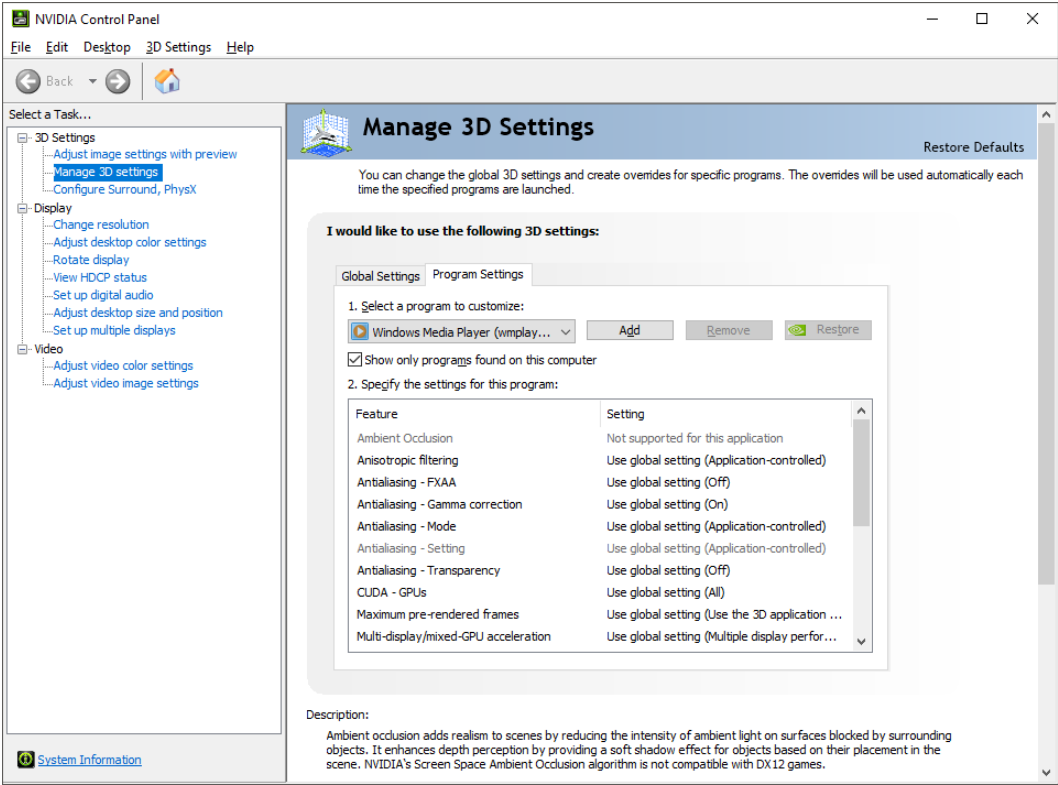 NVIDIA Control Panel
File Edit Desktop 3D Settings Help
Back
Select a Task...
3D Settings
Adjust image settings with preview
Manage 3D settings
Configure Surround, PhysX
Display
Change resolution
Adjust desktop color settings
Rotate display
View HDCP status
Set up digital audio
Adjust desktop size and position
Set up multiple displays
Video
Adjust video color settings
Adjust video image settings
System Information
Manage 3D Settings
Restore Defaults
You can change the global 3D settings and create overrides for specific programs. The overrides will be used automatically each
time the specified programs are launched.
I would like to use the following 3D settings:
Global Settings Program Settings
1. Select a program to customize:
Windows Media Player (wmplay... Add Remove Restore
Show only programs found on this computer
2. Specify the settings for this program:
Feature Setting
Ambient Occlusion Not supported for this application
Anisotropic filtering Use global setting (Application-controlled)
Antialiasing - FXAA Use global setting (Off)
Antialiasing - Gamma correction Use global setting (On)
Antialiasing - Mode Use global setting (Application-controlled)
Antialiasing - Setting Use global setting (Application-controlled)
Antialiasing - Transparency Use global setting (Off)
CUDA - GPUs Use global setting (All)
Maximum pre-rendered frames Use global setting (Use the 3D application ...
Multi-display/mixed-GPU acceleration Use global setting (Multiple display perfor...
Description:
Ambient occlusion adds realism to scenes by reducing the intensity of ambient light on surfaces blocked by surrounding
objects. It enhances depth perception by providing a soft shadow effect for objects based on their placement in the
scene. NVIDIA's Screen Space Ambient Occlusion algorithm is not compatible with DX12 games.